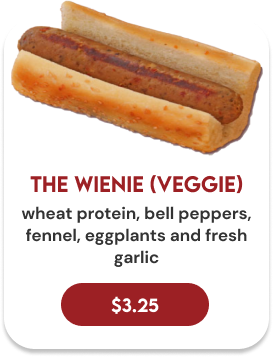 THE WIENIE (VEGGIE)
wheat protein, bell peppers,
fennel, eggplants and fresh
garlic
$3.25